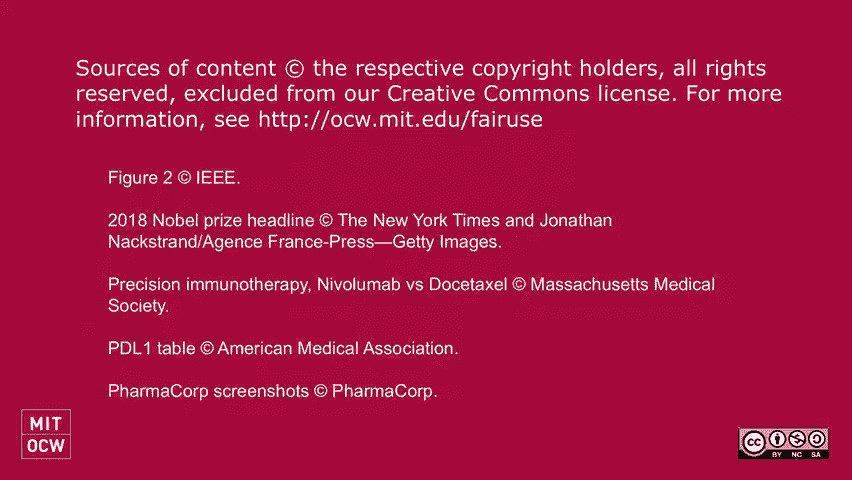 Sources of content © the respective copyright holders, all rights
reserved, excluded from our Creative Commons license. For more
information, see http://ocw.mit.edu/fairuse
Figure 2 © IEEE.
2018 Nobel prize headline © The New York Times and Jonathan
Nackstrand/Agence France-Press—Getty Images.
Precision immunotherapy, Nivolumab vs Docetaxel © Massachusetts Medical
Society.
PDL1 table © American Medical Association.
PharmaCorp screenshots © PharmaCorp.
MIT
OCW
cc
BY NC SA